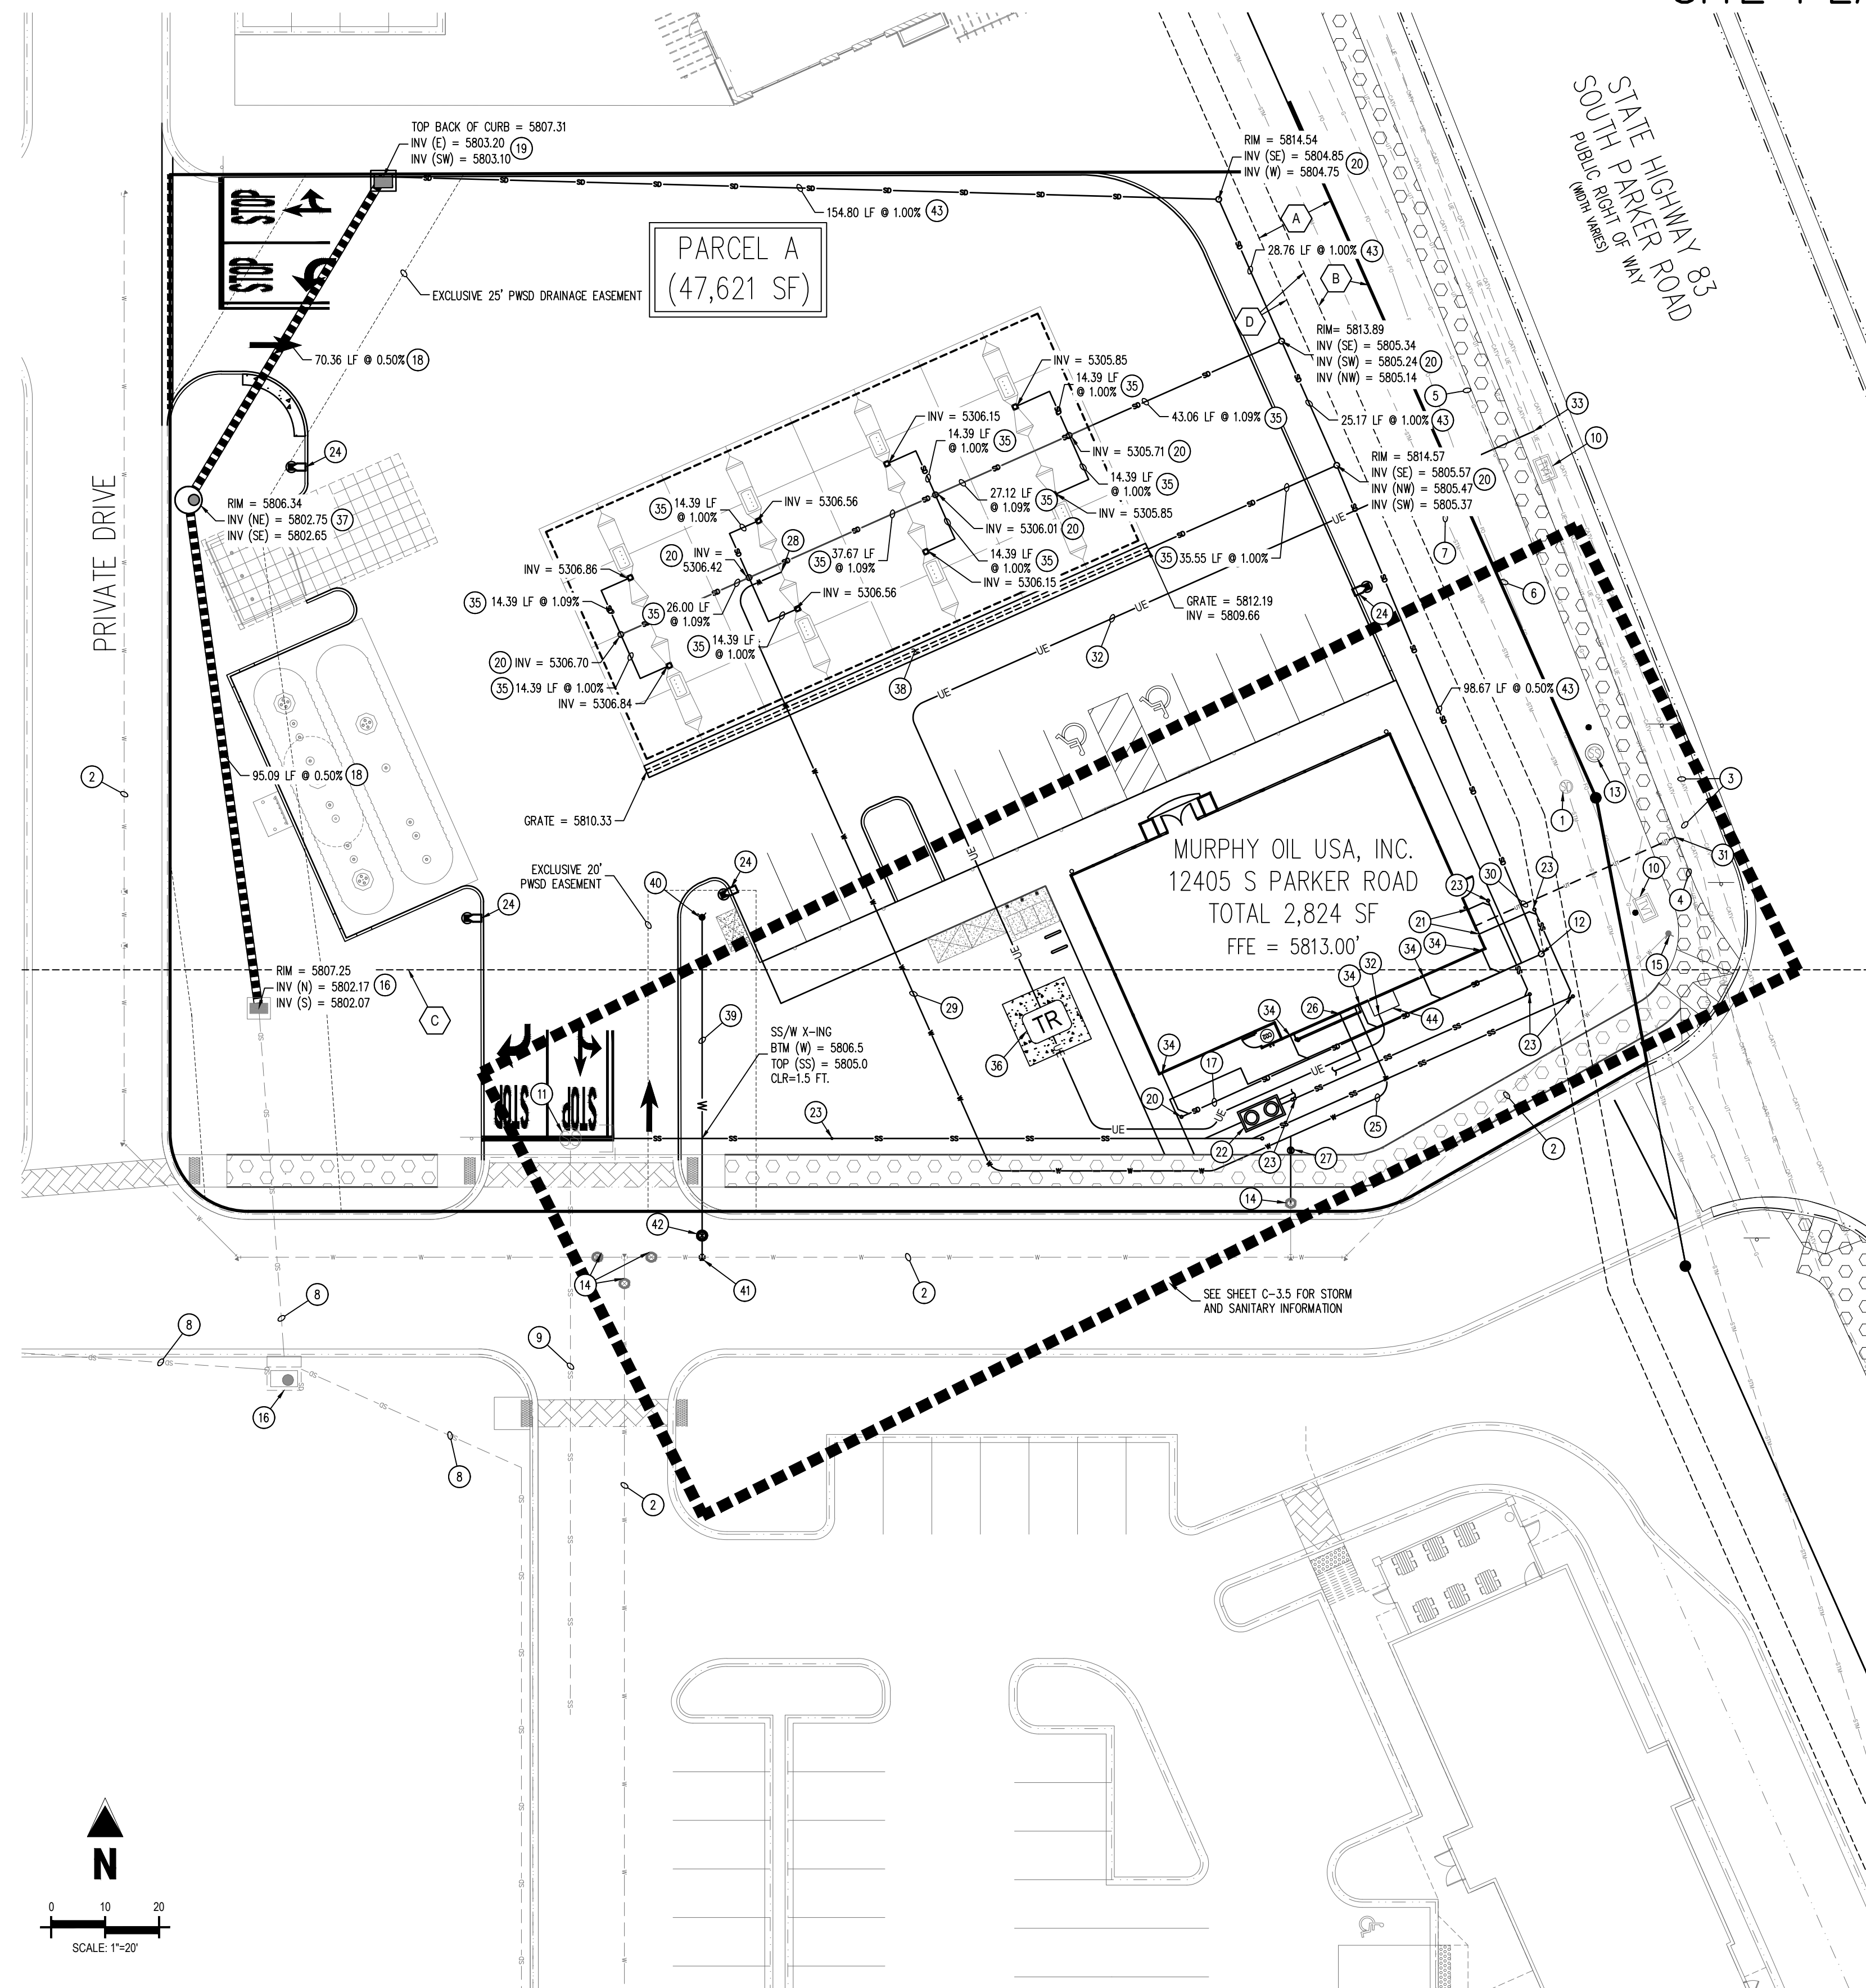 TOP BACK OF CURB = 5807.31
INV (E) = 5803.20
INV (SW) = 5803.10
19
RIM = 5814.54
INV (SE) = 5804.85
INV (W) = 5804.75
20
STATE HIGHWAY 83
SOUTH PARKER ROAD
PUBLIC RIGHT OF WAY
(WIDTH VARIES)
STOP
STOP
154.80 LF @ 1.00% 43
PARCEL A
(47,621 SF)
EXCLUSIVE 25' PWSD DRAINAGE EASEMENT
A
28.76 LF @ 1.00% 43
B
D
70.36 LF @ 0.50% 18
RIM= 5813.89
INV (SE) = 5805.34
INV (SW) = 5805.24
INV (NW) = 5805.14
20
5
33
10
INV = 5305.85
14.39 LF
@ 1.00%
35
43.06 LF @ 1.09% 35
25.17 LF @ 1.00% 43
INV = 5306.15
14.39 LF
@ 1.00%
35
INV = 5305.71 20
14.39 LF
@ 1.00%
35
INV = 5305.85
27.12 LF
@ 1.09%
35
INV = 5306.01 20
14.39 LF
@ 1.00%
35
INV = 5306.15
RIM = 5814.57
INV (SE) = 5805.57
INV (NW) = 5805.47
INV (SW) = 5805.37
20
7
6
24
PRIVATE DRIVE
RIM = 5806.34
INV (NE) = 5802.75
INV (SE) = 5802.65
37
35 14.39 LF
@ 1.00%
INV = 5306.56
20 INV =
5306.42
28
35 37.67 LF
@ 1.09%
INV = 5306.86
35 14.39 LF @ 1.09%
35 26.00 LF
@ 1.09%
INV = 5306.56
35 14.39 LF
@ 1.00%
20 INV = 5306.70
35 14.39 LF @ 1.00%
INV = 5306.84
35 35.55 LF @ 1.00%
GRATE = 5812.19
INV = 5809.66
24
32
38
UE
UE
UE
UE
98.67 LF @ 0.50% 43
2
95.09 LF @ 0.50% 18
GRATE = 5810.33
13
1
3
31
10
4
15
MURPHY OIL USA, INC.
12405 S PARKER ROAD
TOTAL 2,824 SF
FFE = 5813.00'
EXCLUSIVE 20'
PWSD EASEMENT
40
24
24
23
30
23
21
34
34
12
34
32
34
26
44
23
RIM = 5807.25
INV (N) = 5802.17
INV (S) = 5802.07
16
C
39
29
TR
36
SS/W X-ING
BTM (W) = 5806.5
TOP (SS) = 5805.0
CLR=1.5 FT.
34
17
20
UE
UE
UE
UE
UE
STOP
STOP
11
23
22
23
27
25
2
14
42
14
41
2
SEE SHEET C-3.5 FOR STORM
AND SANITARY INFORMATION
8
8
9
16
8
2
N
0 10 20
SCALE: 1"=20'